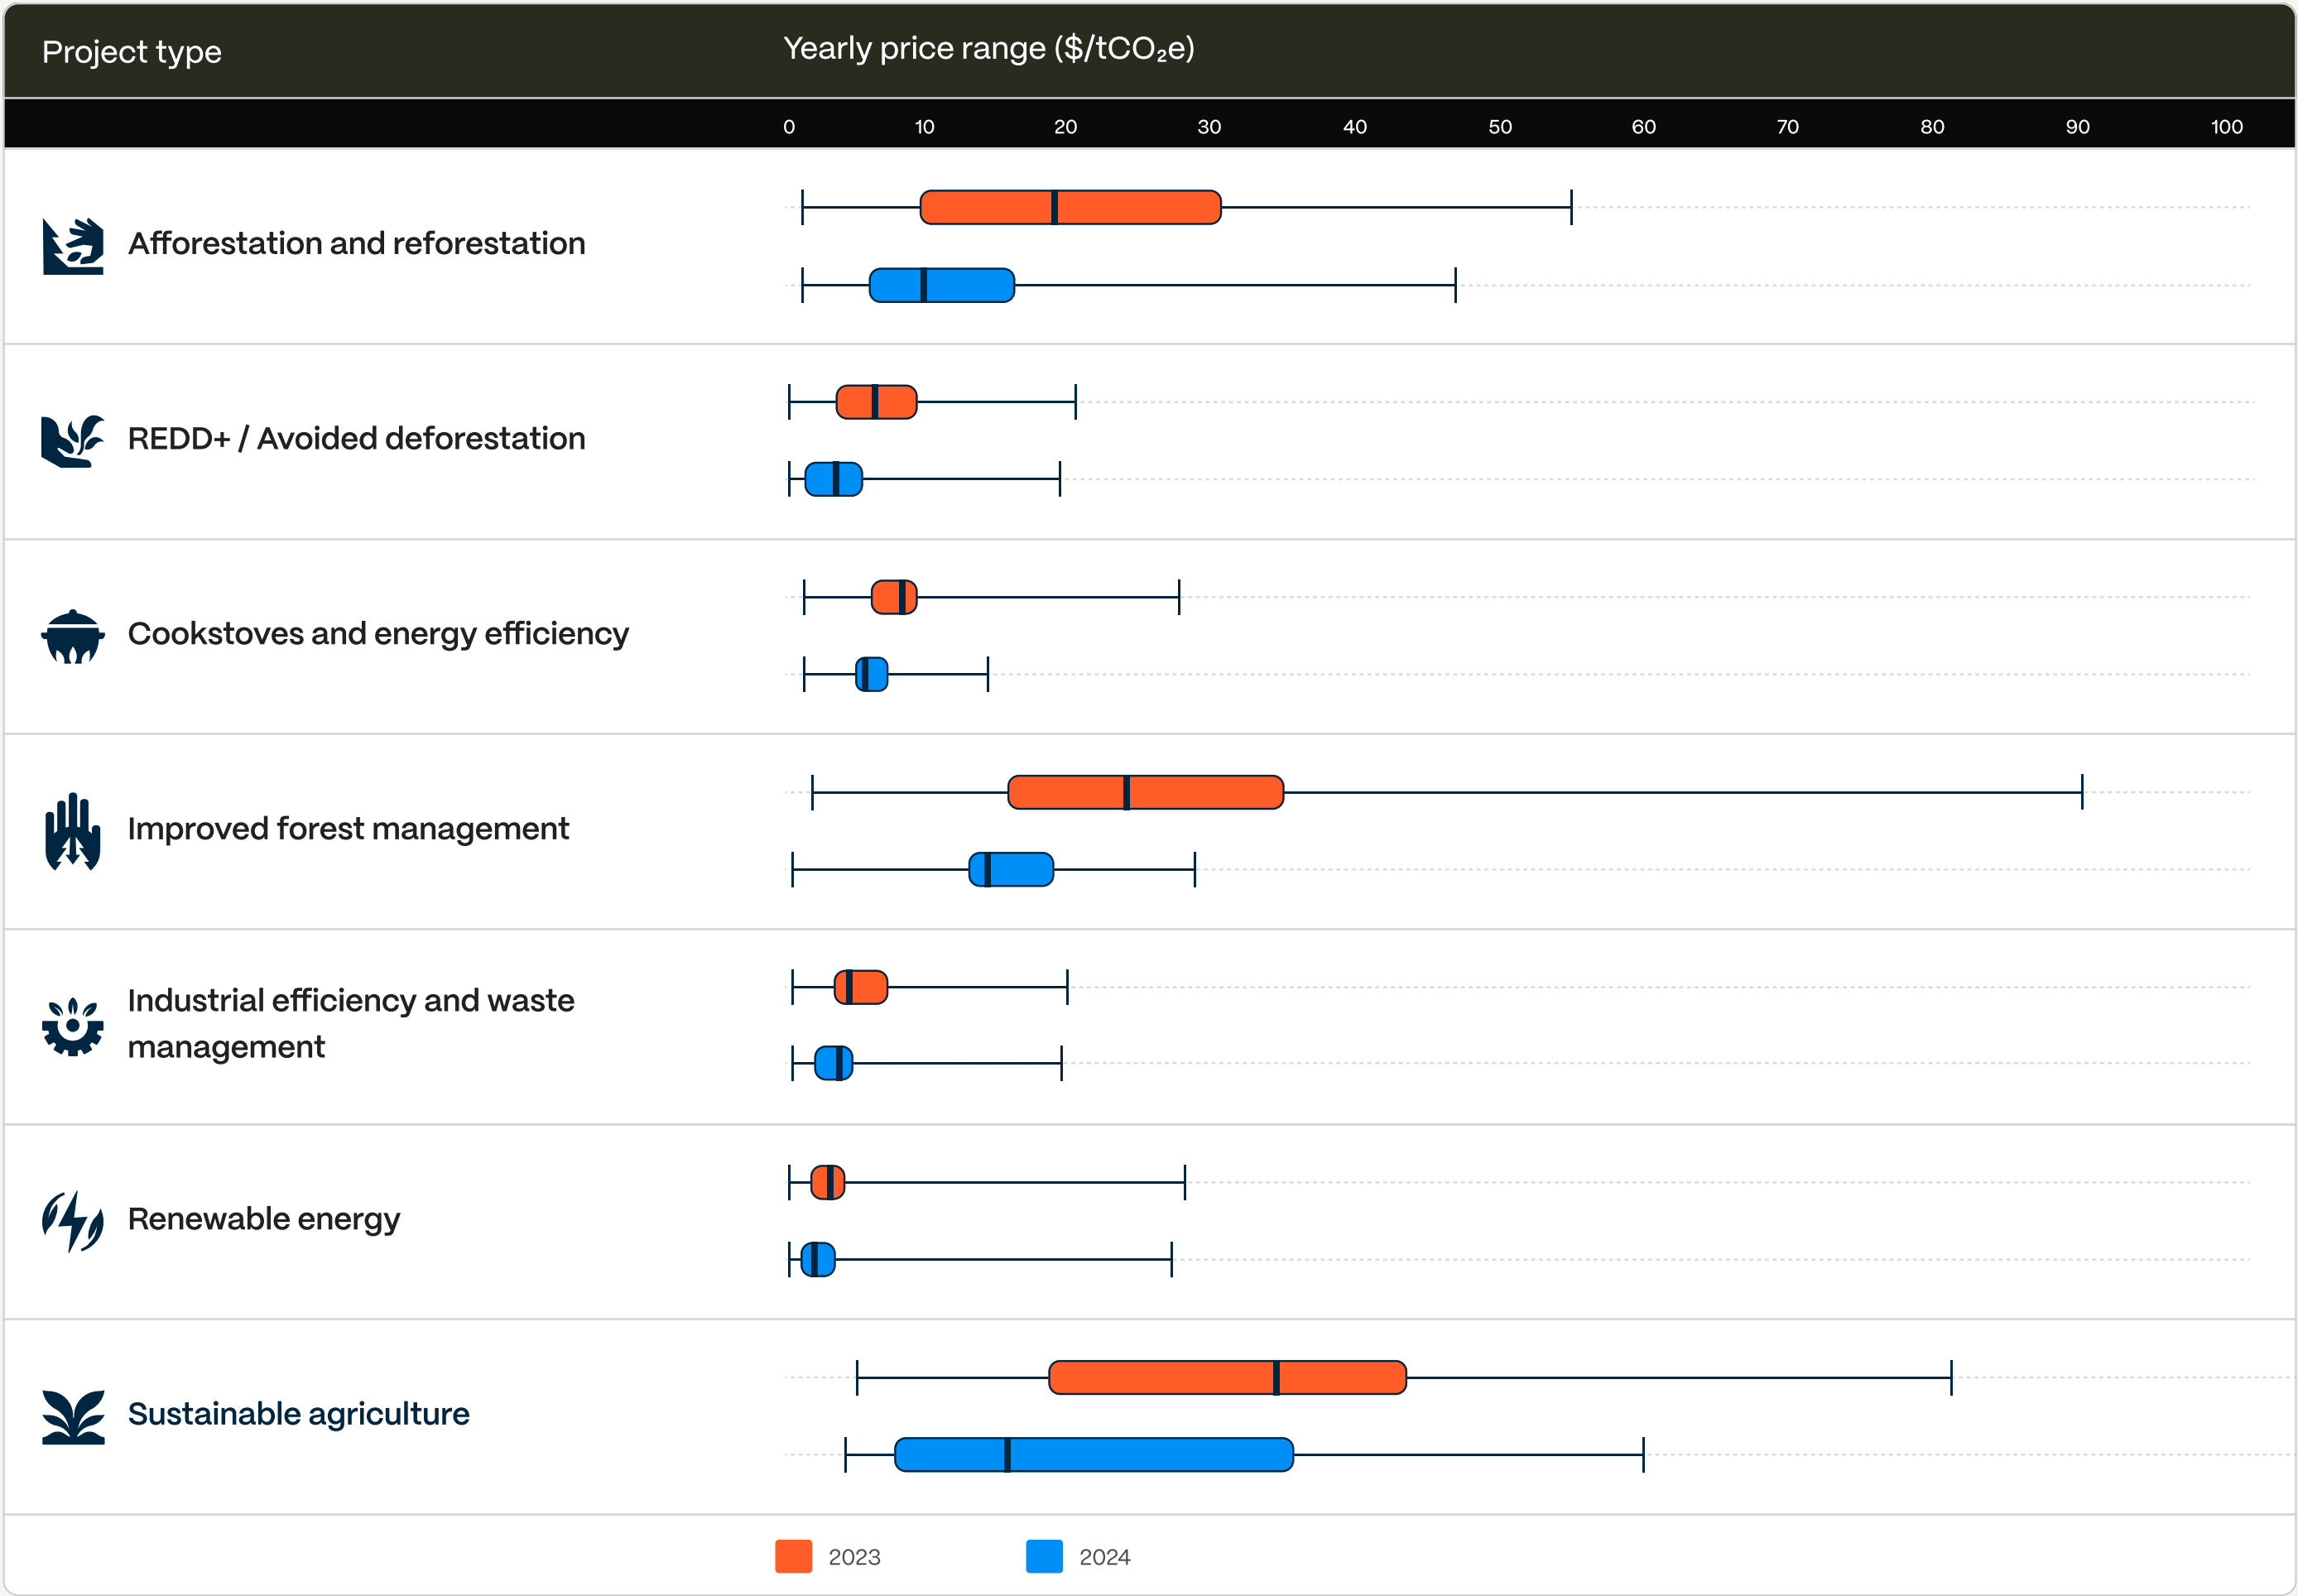 Project type
Yearly price range ($/tCO₂e)
0 10 20 30 40 50 60 70 80 90 100
Afforestation and reforestation
REDD+ / Avoided deforestation
Cookstoves and energy efficiency
Improved forest management
Industrial efficiency and waste
management
Renewable energy
Sustainable agriculture
2023 2024